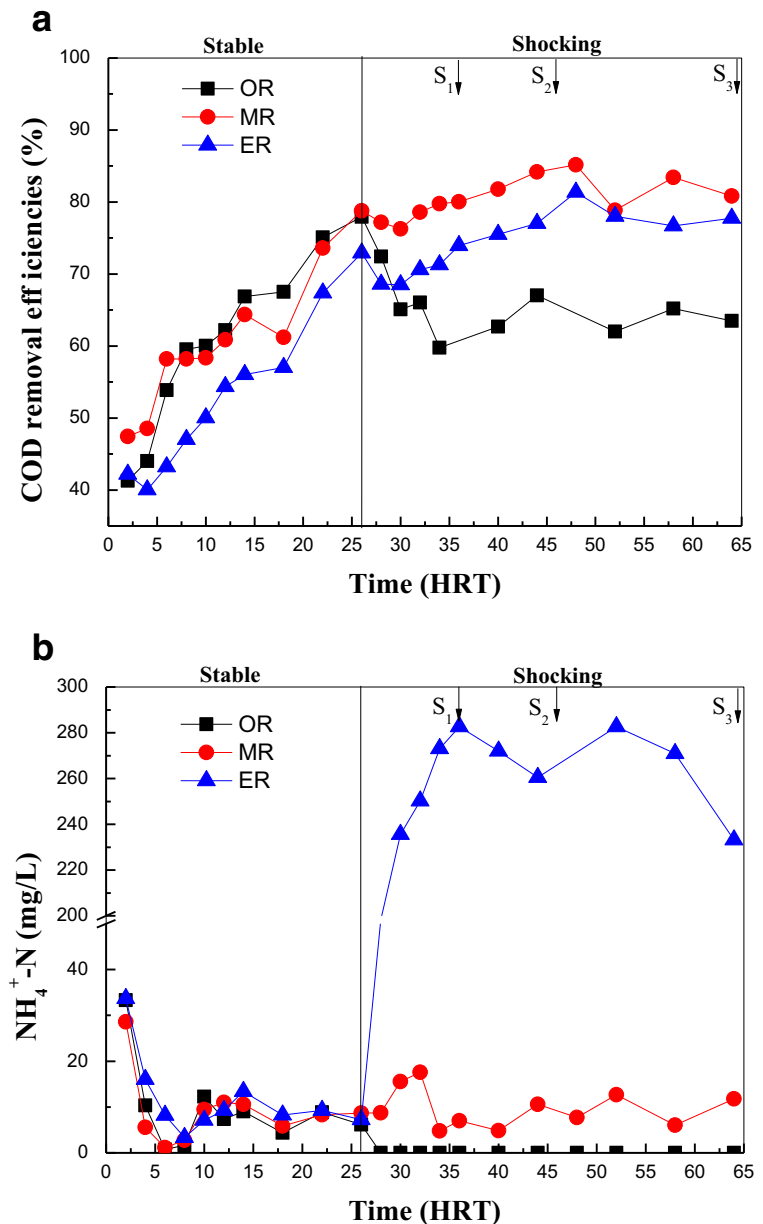 a
Stable Shocking
S1 S2 S3
OR
MR
ER
COD removal eff iciencies (%)
100
90
80
70
60
50
40
0 5 10 15 20 25 30 35 40 45 50 55 60 65
Time (HRT)
b
Stable Shocking
S1 S2 S3
OR
MR
ER
NH4+-N (mg/L)
300
280
260
240
220
200
40
20
0
0 5 10 15 20 25 30 35 40 45 50 55 60 65
Time (HRT)